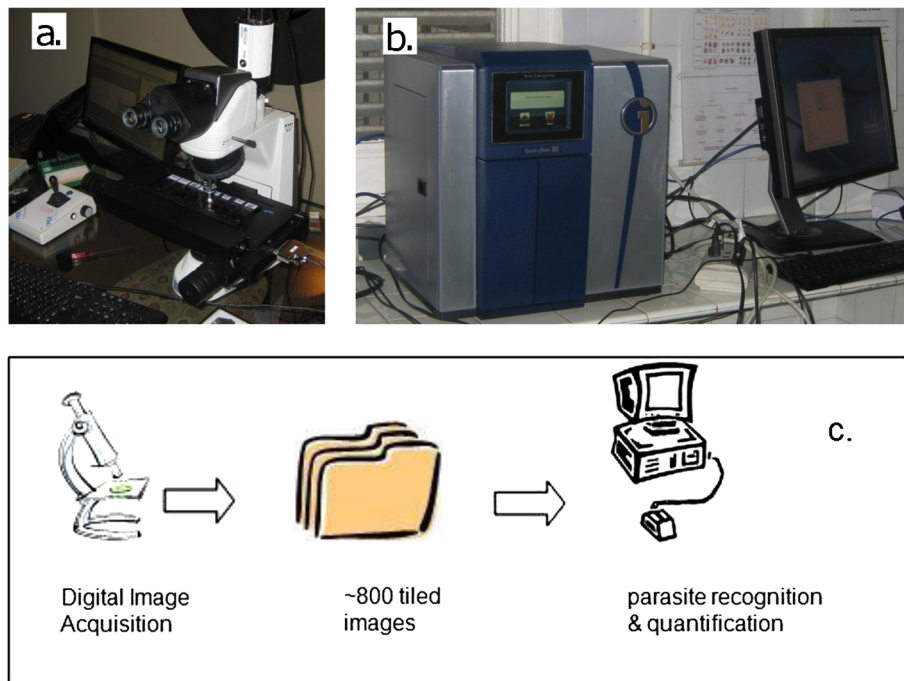 a.
b.
c.
Digital Image
Acquisition
~800 tiled
images
parasite recognition
& quantification